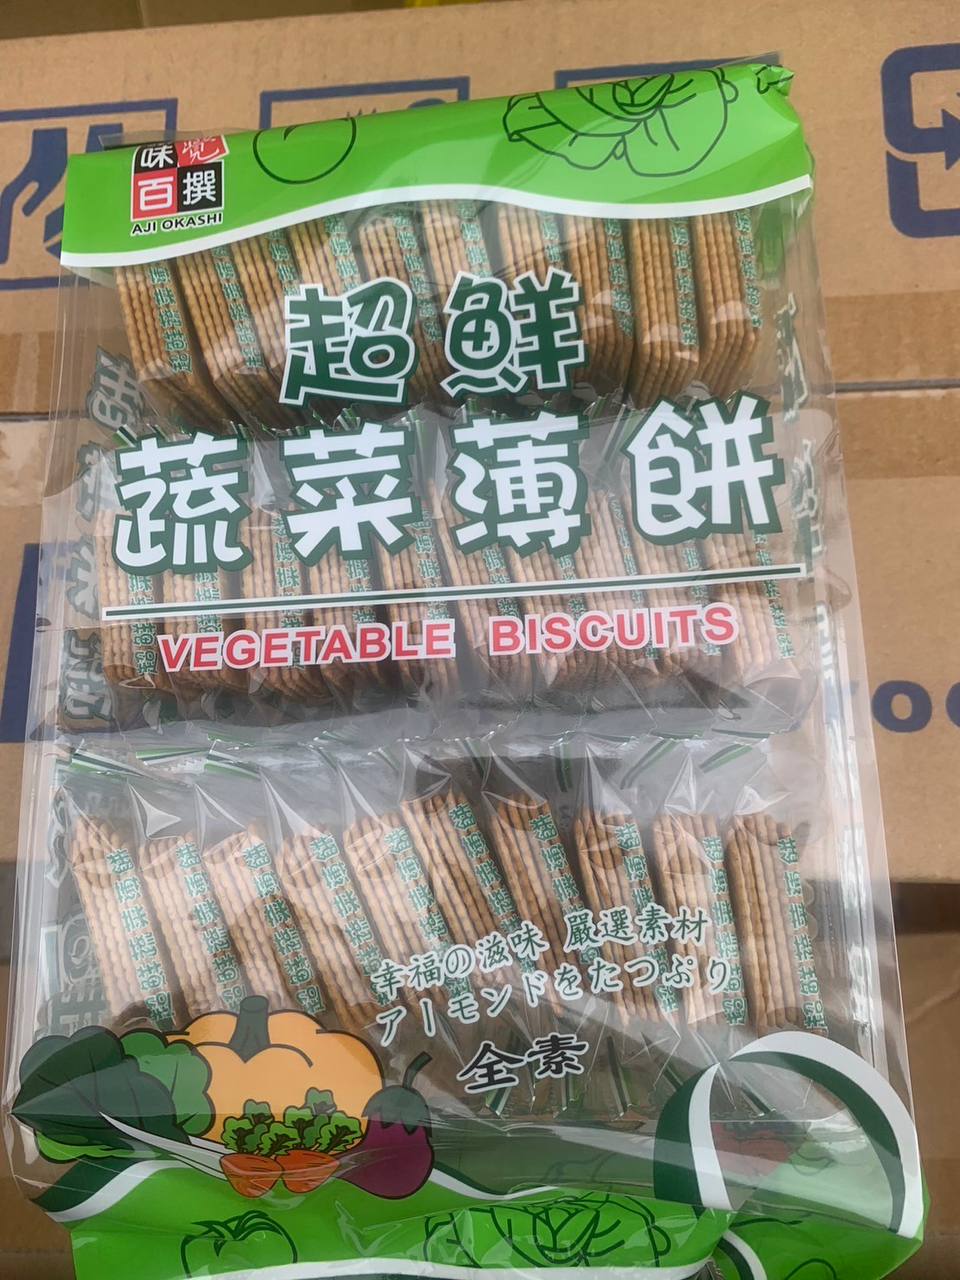 味覺
百撰
AJI OKASHI
超鮮
蔬菜薄餅
VEGETABLE BISCUITS
幸福の滋味 嚴選素材
アーモンドをたっぷり
全素